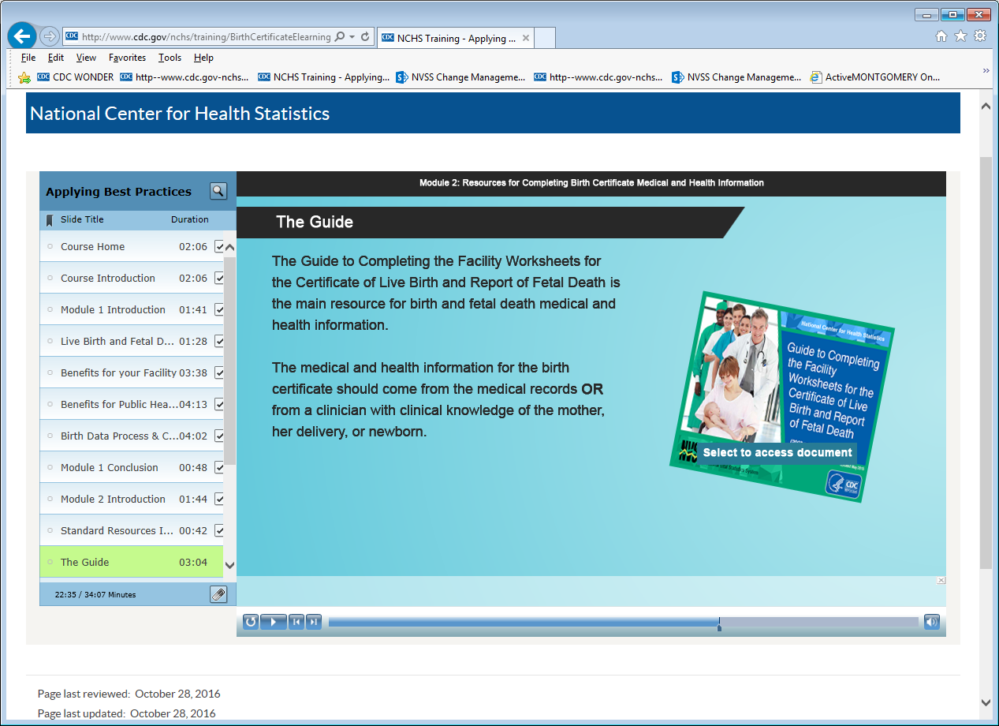 CDC http://www.cdc.gov/nchs/training/BirthCertificateElearning
CDC NCHS Training - Applying ...
File Edit View Favorites Tools Help
CDC CDC WONDER CDC http--www.cdc.gov-nchs... CDC NCHS Training - Applying... NVSS Change Manageme... CDC http--www.cdc.gov-nchs... NVSS Change Manageme... ActiveMONTGOMERY On...
National Center for Health Statistics
Applying Best Practices
Slide Title Duration
Course Home 02:06
Course Introduction 02:06
Module 1 Introduction 01:41
Live Birth and Fetal D... 01:28
Benefits for your Facility 03:38
Benefits for Public Hea... 04:13
Birth Data Process & C... 04:02
Module 1 Conclusion 00:48
Module 2 Introduction 01:44
Standard Resources I... 00:42
The Guide 03:04
22:35 / 34:07 Minutes
Module 2: Resources for Completing Birth Certificate Medical and Health Information
The Guide
The Guide to Completing the Facility Worksheets for
the Certificate of Live Birth and Report of Fetal Death is
the main resource for birth and fetal death medical and
health information.
The medical and health information for the birth
certificate should come from the medical records OR
from a clinician with clinical knowledge of the mother,
her delivery, or newborn.
National Center for Health Statistics
Guide to Completing
the Facility
Worksheets for the
Certificate of Live
Birth and Report
of Fetal Death
Select to access document
Vital Statistics System
CDC
Page last reviewed: October 28, 2016
Page last updated: October 28, 2016